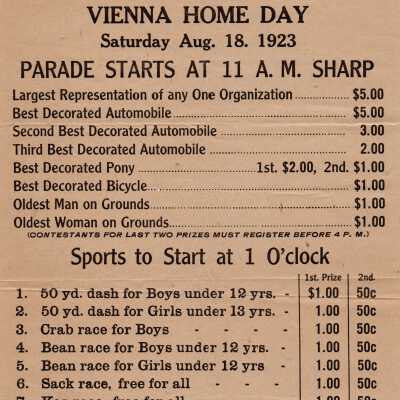 VIENNA HOME DAY
Saturday Aug. 18. 1923
PARADE STARTS AT 11 A. M. SHARP
Largest Representation of any One Organization ............... $5.00
Best Decorated Automobile ............... $5.00
Second Best Decorated Automobile ............... 3.00
Third Best Decorated Automobile ............... 2.00
Best Decorated Pony ............... 1st. $2.00, 2nd. $1.00
Best Decorated Bicycle ............... $1.00
Oldest Man on Grounds ............... $1.00
Oldest Woman on Grounds ............... $1.00
(CONTESTANTS FOR LAST TWO PRIZES MUST REGISTER BEFORE 4 P. M.)
Sports to Start at 1 O'clock
1st. Prize 2nd.
1. 50 yd. dash for Boys under 12 yrs. - $1.00 50c
2. 50 yd. dash for Girls under 13 yrs. - 1.00 50c
3. Crab race for Boys - - - - 1.00 50c
4. Bean race for Boys under 12 yrs. - 1.00 50c
5. Bean race for Girls under 12 yrs - 1.00 50c
6. Sack race, free for all - - - 1.00 50c